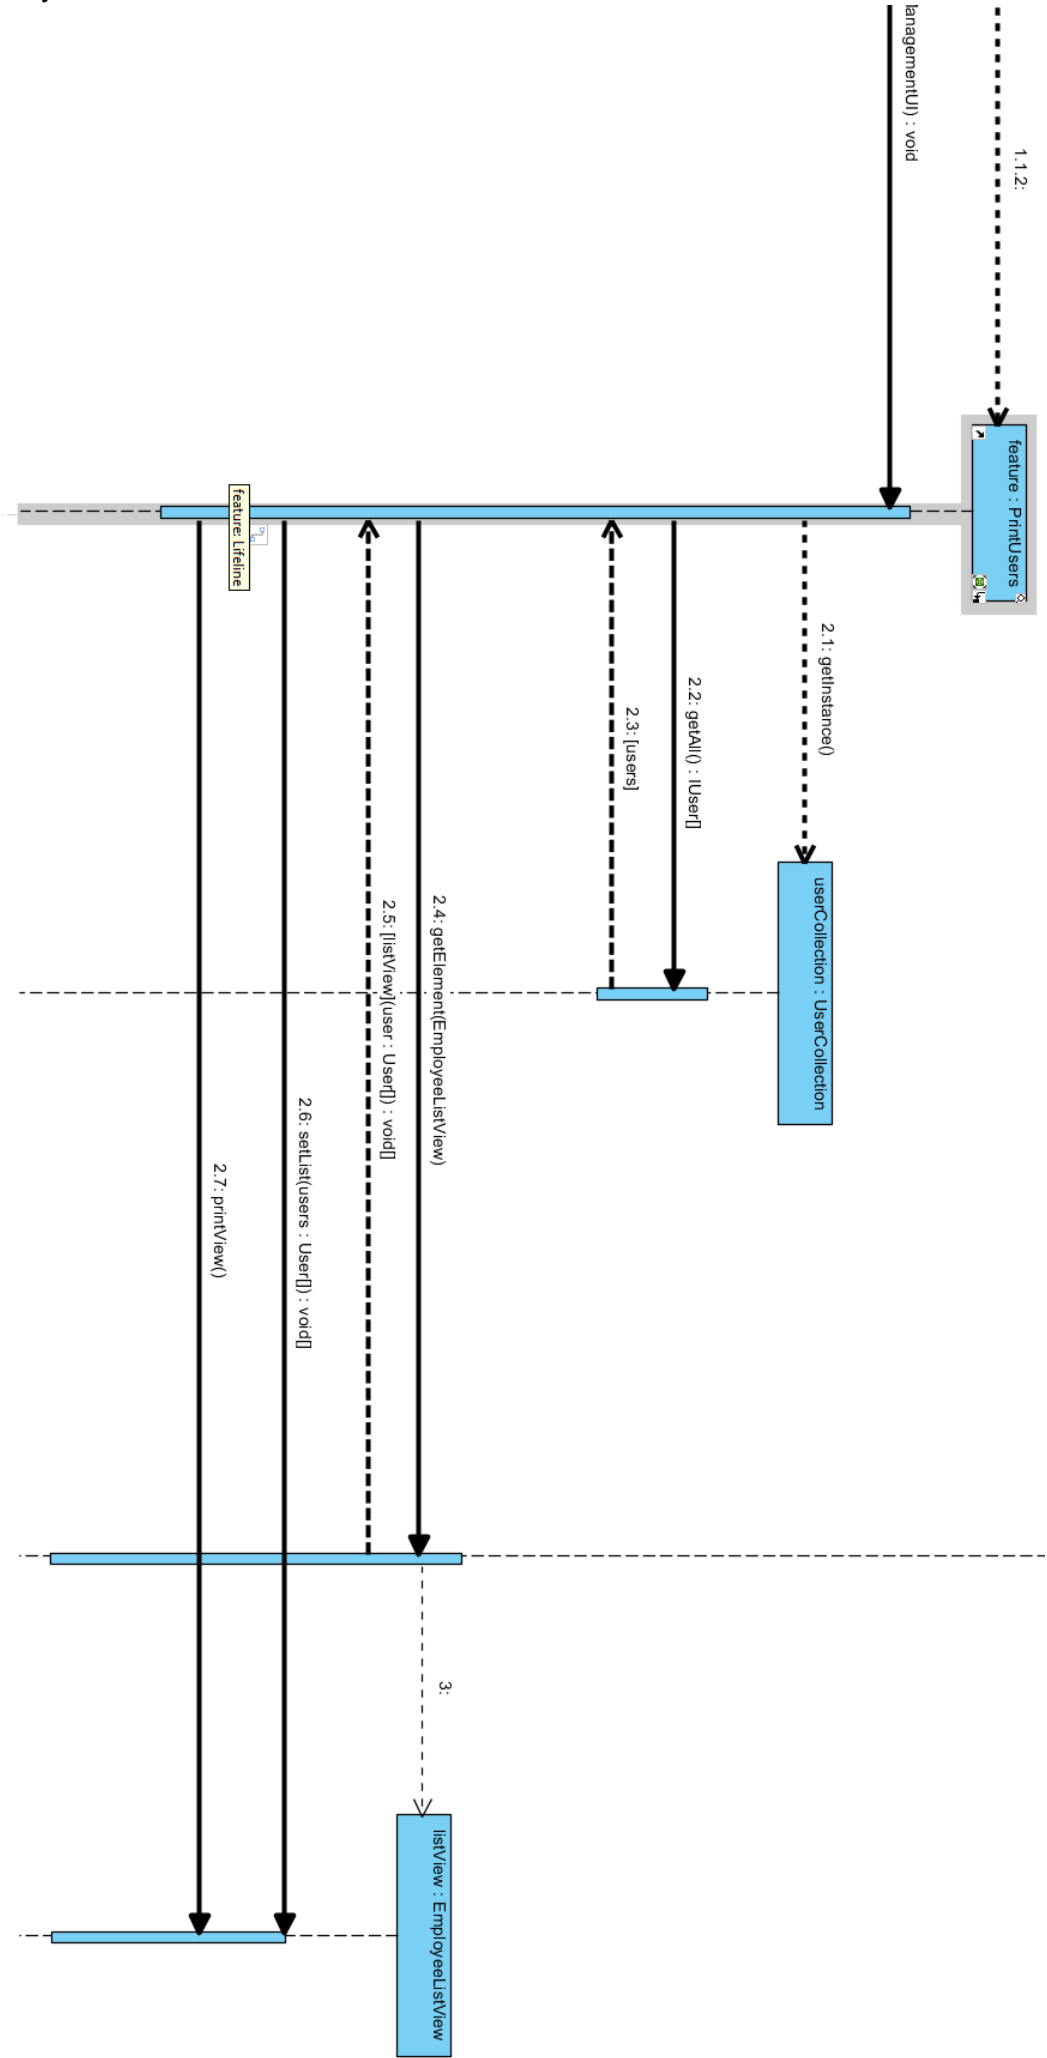 1.1.2:
lanagementUI) : void
feature : PrintUsers
2.1: getInstance()
userCollection : UserCollection
2.2: getAll() : IUser[]
2.3: [users]
2.4: getElement(EmployeeListView)
3:
listView : EmployeeListView
2.5: [listView](user : User[]) : void[]
2.6: setList(users : User[]) : void[]
feature: Lifeline
2.7: printView()